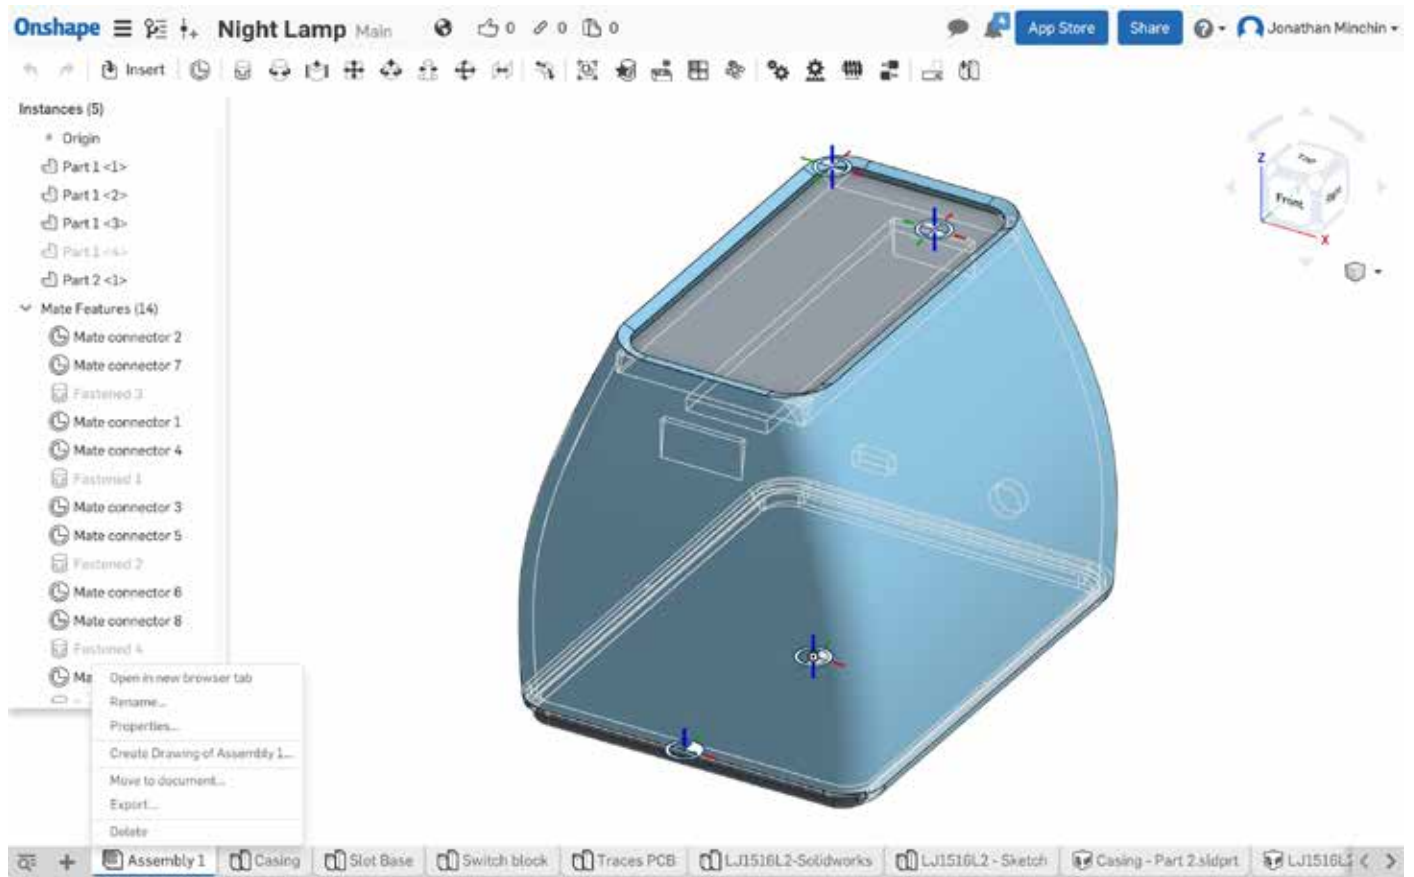 Onshape Night Lamp Main 0 0 0 App Store Share Jonathan Minchin
Insert
Instances (5)
Origin
Part 1 <1>
Part 1 <2>
Part 1 <3>
Part 1 <4>
Part 2 <1>
Mate Features (14)
Mate connector 2
Mate connector 7
Fastened 3
Mate connector 1
Mate connector 4
Fastened 1
Mate connector 3
Mate connector 5
Fastened 2
Mate connector 6
Mate connector 8
Fastened 4
Ma
Open in new browser tab
Rename...
Properties...
Create Drawing of Assembly 1...
Move to document...
Export...
Delete
Z
Top
Front
X
Assembly 1 Casing Slot Base Switch block Traces PCB LJ1516L2-Solidworks LJ1516L2 - Sketch Casing - Part 2.sldprt LJ1516L2